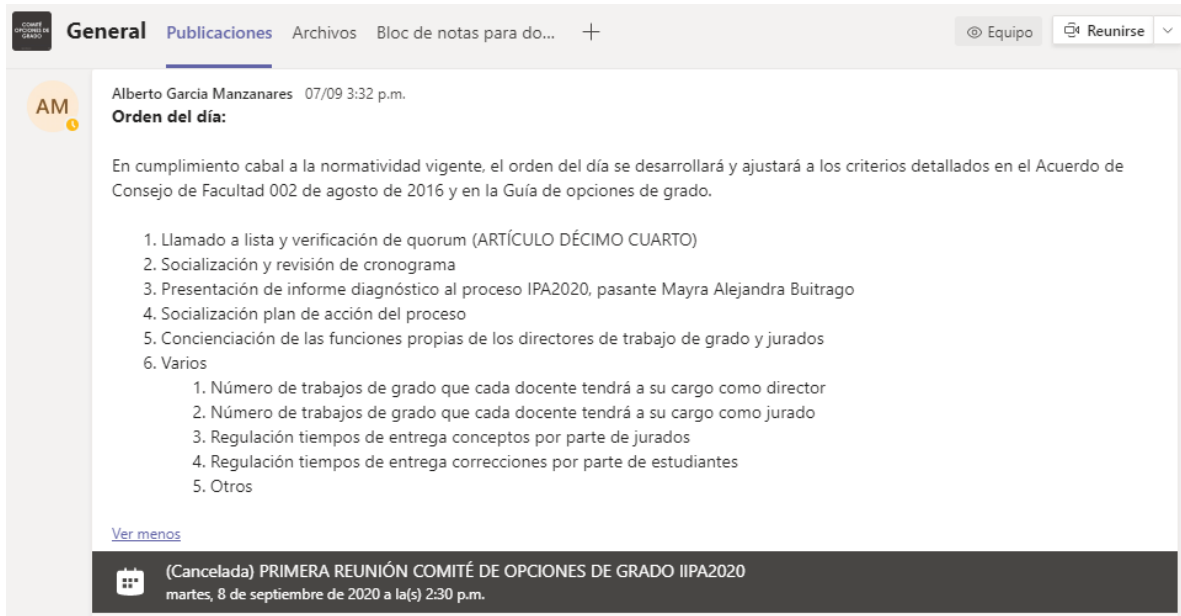 COMITÉ
OPCIONES DE
GRADO
General Publicaciones Archivos Bloc de notas para do... +
Equipo Reunirse
AM
Alberto Garcia Manzanares 07/09 3:32 p.m.
Orden del día:
En cumplimiento cabal a la normatividad vigente, el orden del día se desarrollará y ajustará a los criterios detallados en el Acuerdo de
Consejo de Facultad 002 de agosto de 2016 y en la Guía de opciones de grado.
1. Llamado a lista y verificación de quorum (ARTÍCULO DÉCIMO CUARTO)
2. Socialización y revisión de cronograma
3. Presentación de informe diagnóstico al proceso IPA2020, pasante Mayra Alejandra Buitrago
4. Socialización plan de acción del proceso
5. Concienciación de las funciones propias de los directores de trabajo de grado y jurados
6. Varios
1. Número de trabajos de grado que cada docente tendrá a su cargo como director
2. Número de trabajos de grado que cada docente tendrá a su cargo como jurado
3. Regulación tiempos de entrega conceptos por parte de jurados
4. Regulación tiempos de entrega correcciones por parte de estudiantes
5. Otros
Ver menos
(Cancelada) PRIMERA REUNIÓN COMITÉ DE OPCIONES DE GRADO IIPA2020
martes, 8 de septiembre de 2020 a la(s) 2:30 p.m.